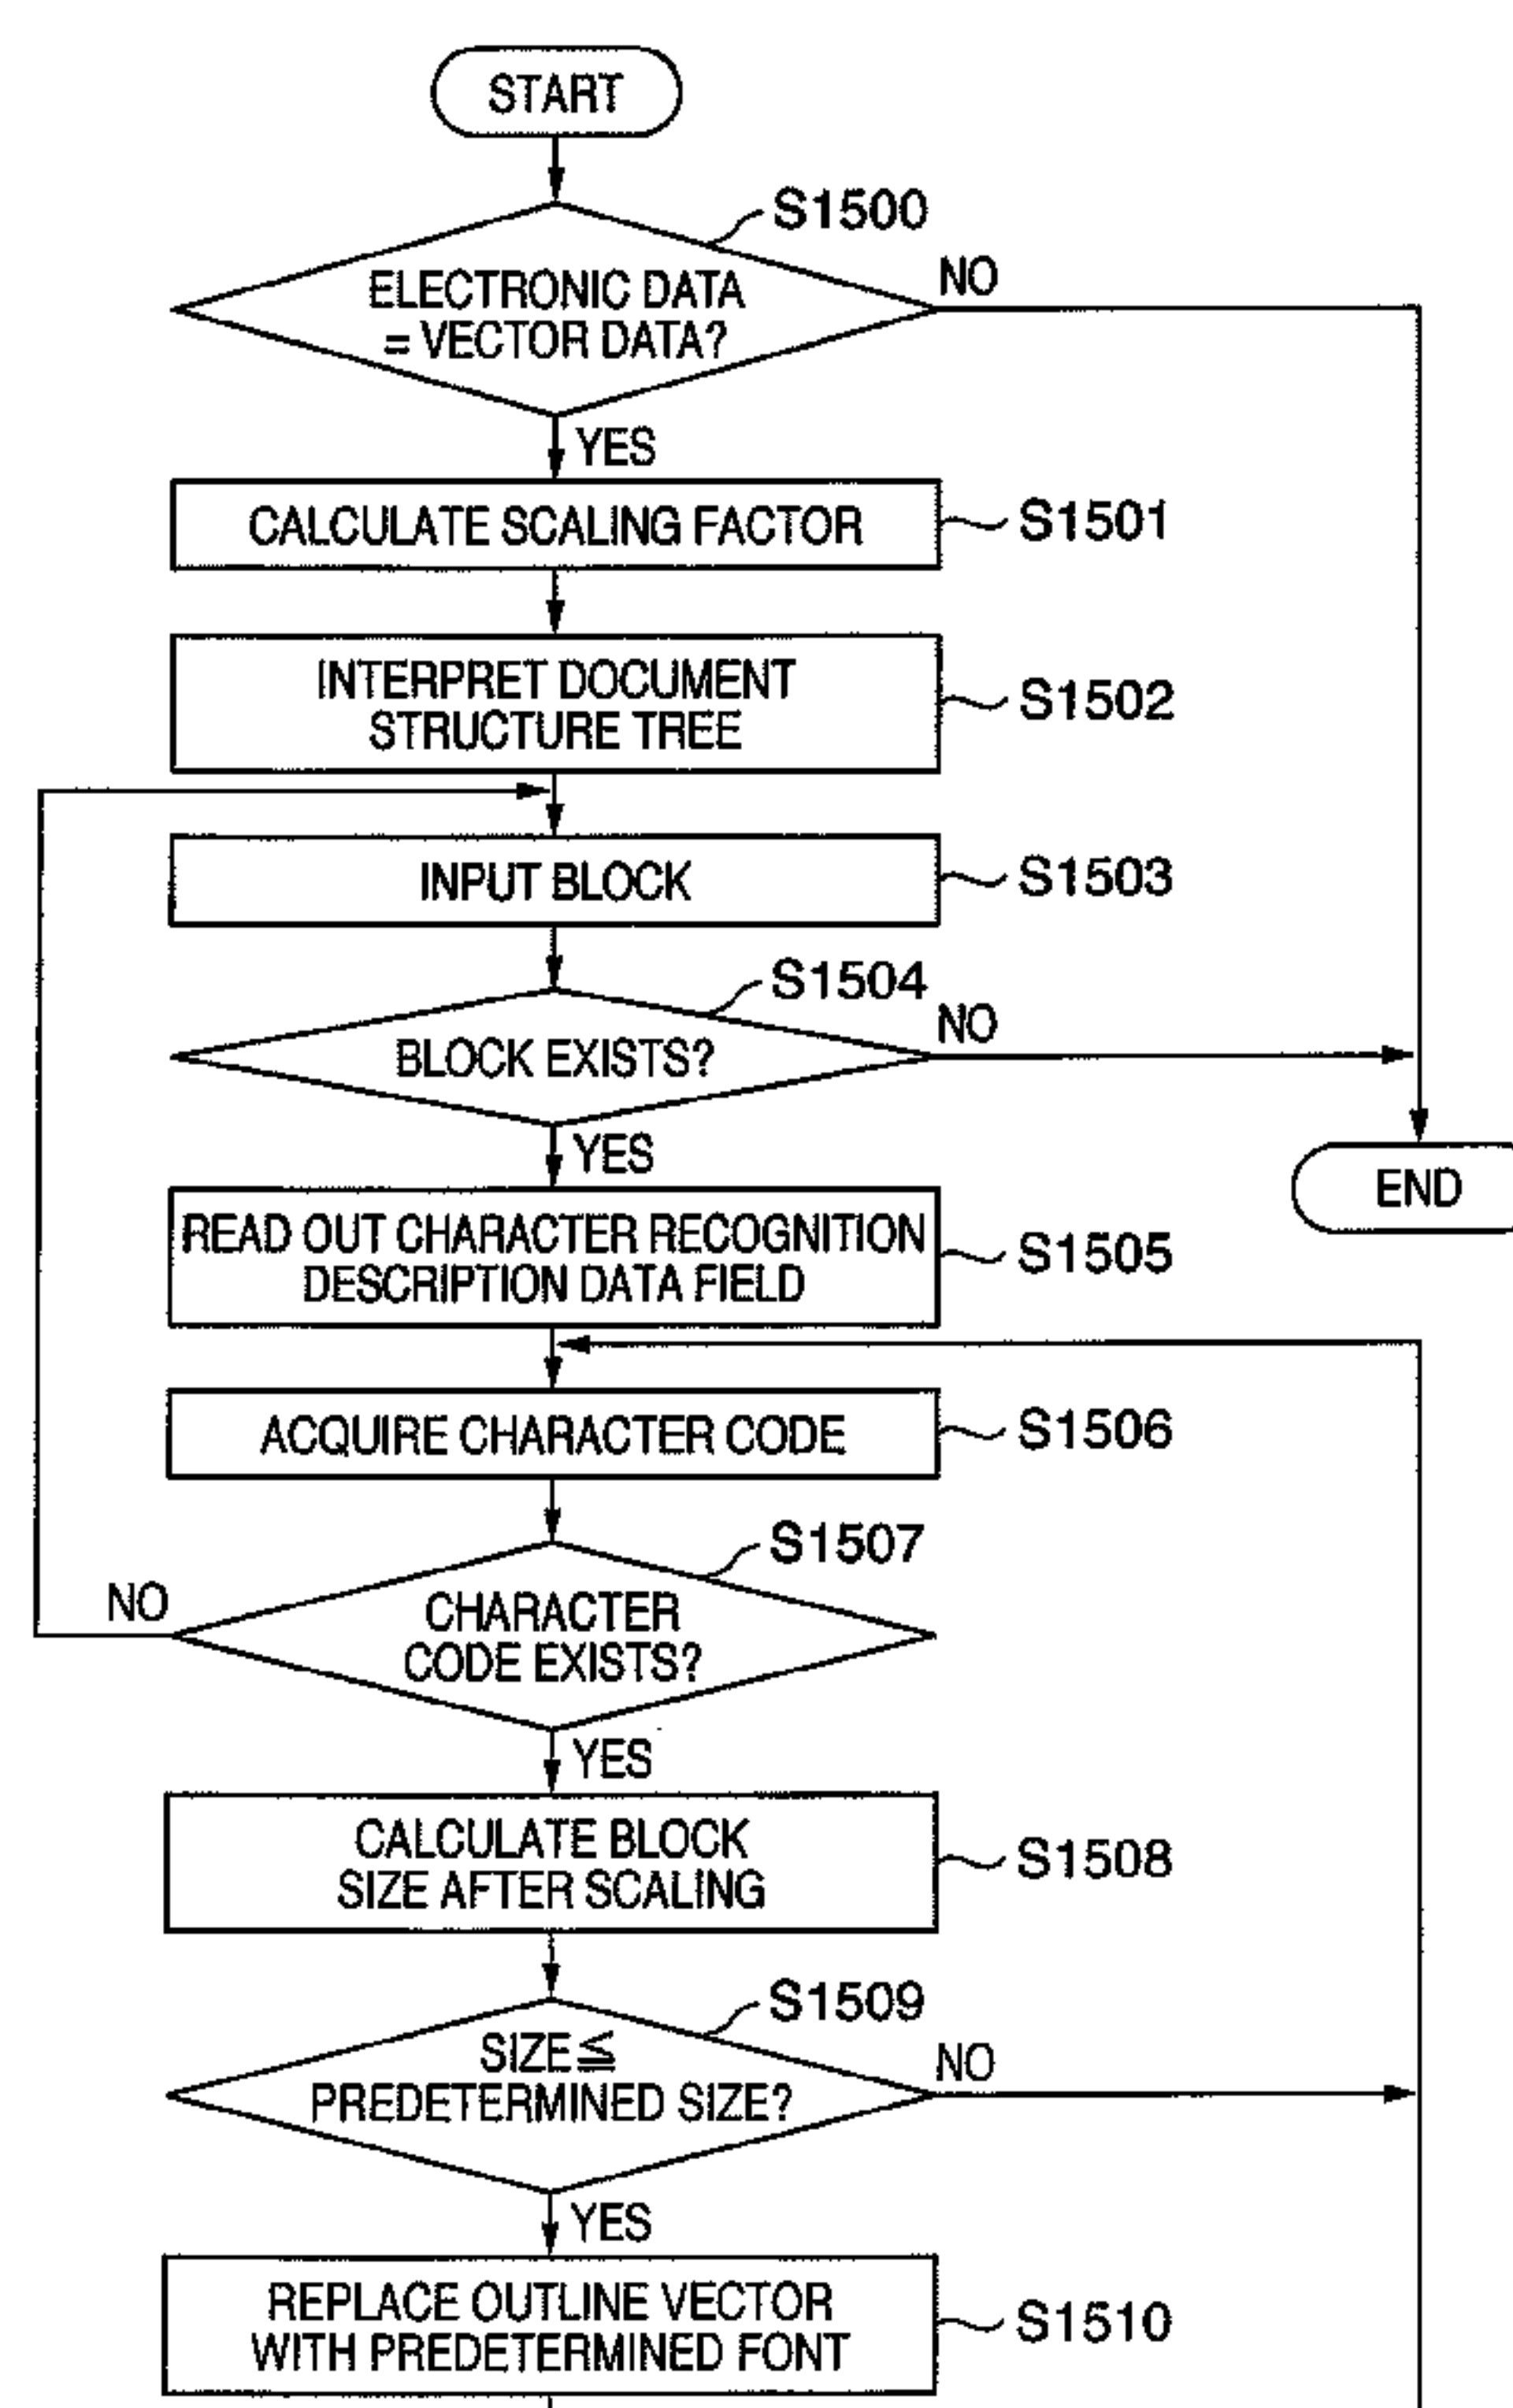 START
S1500
ELECTRONIC DATA
= VECTOR DATA?
NO
YES
CALCULATE SCALING FACTOR
S1501
INTERPRET DOCUMENT
STRUCTURE TREE
S1502
INPUT BLOCK
S1503
S1504
BLOCK EXISTS?
NO
YES
END
READ OUT CHARACTER RECOGNITION
DESCRIPTION DATA FIELD
S1505
ACQUIRE CHARACTER CODE
S1506
S1507
NO
CHARACTER
CODE EXISTS?
YES
CALCULATE BLOCK
SIZE AFTER SCALING
S1508
S1509
SIZE≦
PREDETERMINED SIZE?
NO
YES
REPLACE OUTLINE VECTOR
WITH PREDETERMINED FONT
S1510